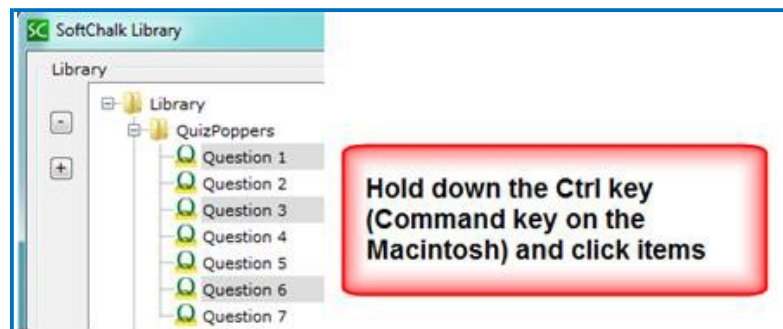 SC SoftChalk Library
Library
-
Library
-
QuizPoppers
+
Question 1
Question 2
Question 3
Question 4
Question 5
Question 6
Question 7
Hold down the Ctrl key
(Command key on the
Macintosh) and click items